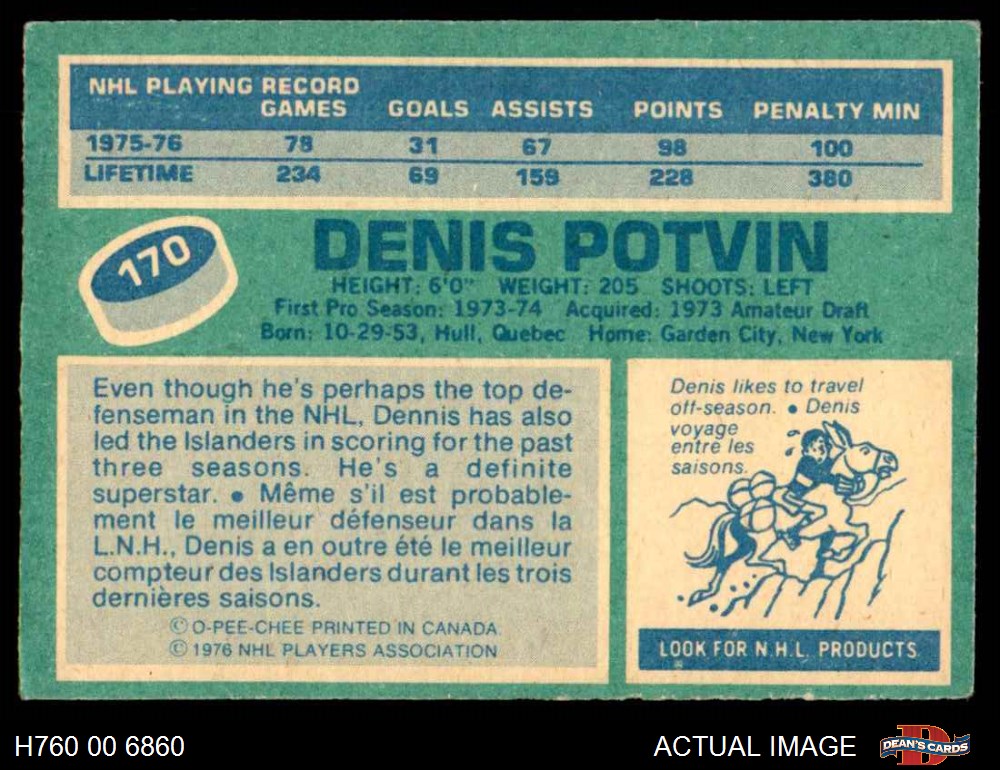 NHL PLAYING RECORD
GAMES GOALS ASSISTS POINTS PENALTY MIN
1975-76 78 31 67 98 100
LIFETIME 234 69 159 228 380
170
DENIS POTVIN
HEIGHT: 6'0" WEIGHT: 205 SHOOTS: LEFT
First Pro Season: 1973-74 Acquired: 1973 Amateur Draft
Born: 10-29-53, Hull, Quebec Home: Garden City, New York
Even though he's perhaps the top de-
fenseman in the NHL, Dennis has also
led the Islanders in scoring for the past
three seasons. He's a definite
superstar. ● Même s'il est probable-
ment le meilleur défenseur dans la
L.N.H., Denis a en outre été le meilleur
compteur des Islanders durant les trois
dernières saisons.
© O-PEE-CHEE PRINTED IN CANADA.
© 1976 NHL PLAYERS ASSOCIATION
Denis likes to travel
off-season. ● Denis
voyage
entre les
saisons.
LOOK FOR N.H.L. PRODUCTS
H760 00 6860
ACTUAL IMAGE
D
DEAN'S CARDS